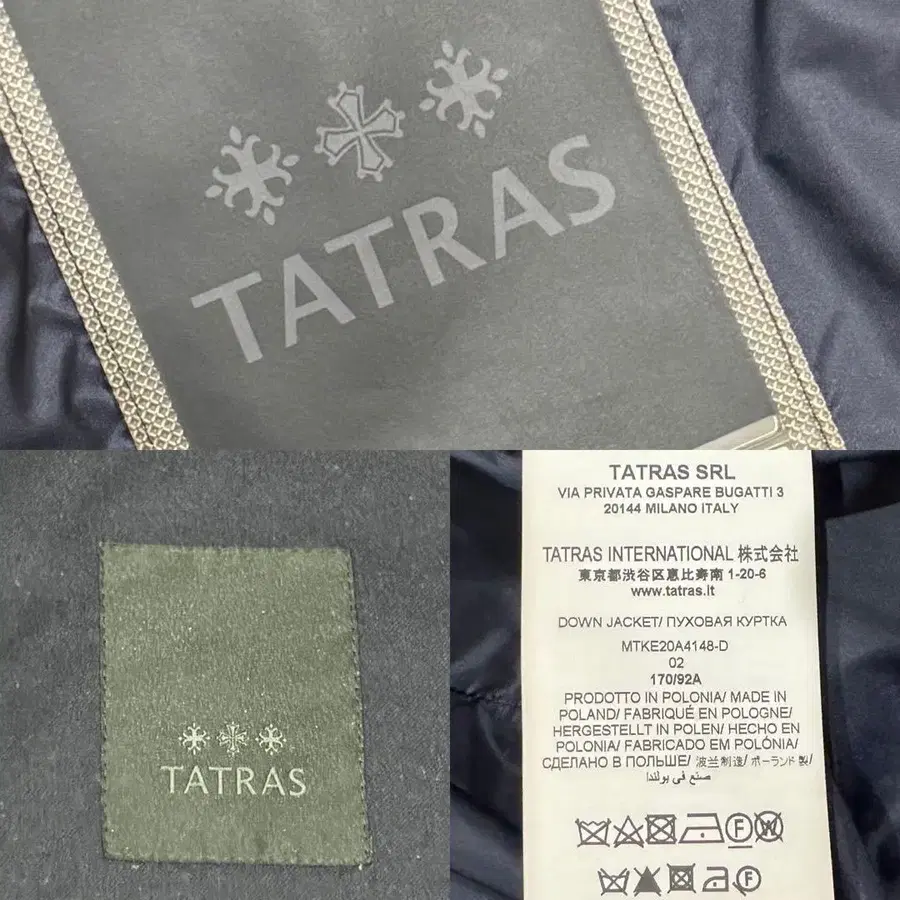 TATRAS
TATRAS
TATRAS SRL
VIA PRIVATA GASPARE BUGATTI 3
20144 MILANO ITALY
TATRAS INTERNATIONAL 株式会社
東京都渋谷区恵比寿南 1-20-6
www.tatras.it
DOWN JACKET/ ПУХОВАЯ КУРТКА
MTKE20A4148-D
02
170/92A
PRODOTTO IN POLONIA/ MADE IN
POLAND/ FABRIQUÉ EN POLOGNE/
HERGESTELLT IN POLEN/ HECHO EN
POLONIA/ FABRICADO EM POLÓNIA/
СДЕЛАНО В ПОЛЬШЕ/ 波兰制造/ ポーランド製/
صنع في بولندا
F W
F